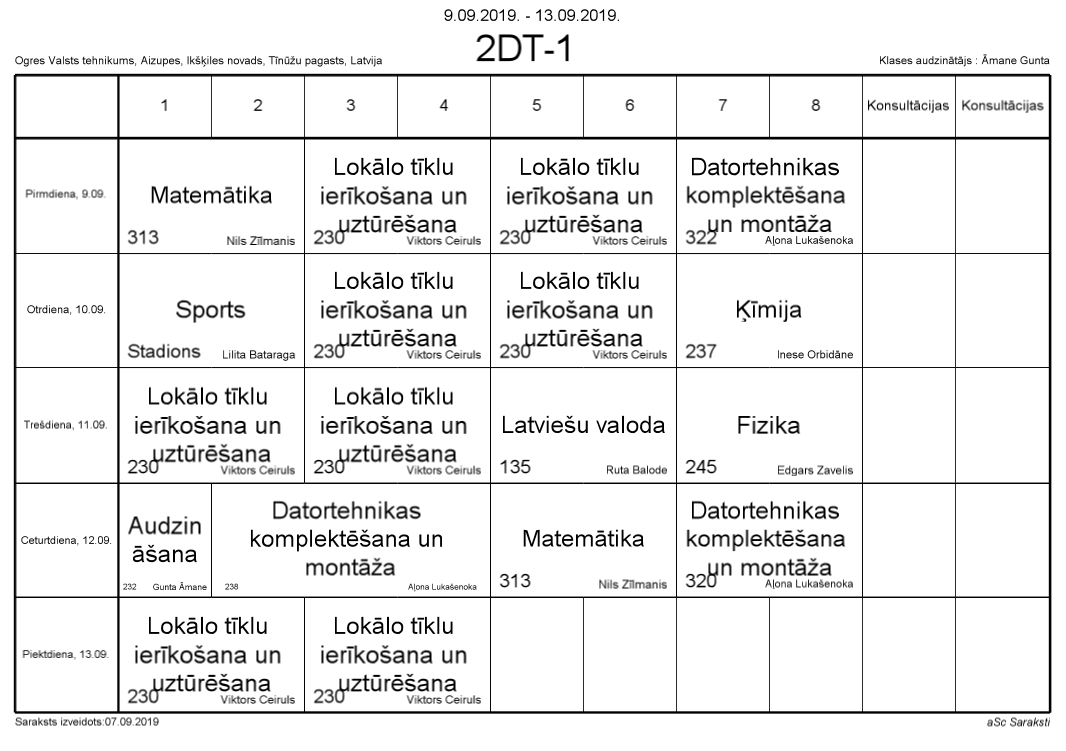 9.09.2019. - 13.09.2019.
2DT-1
Ogres Valsts tehnikums, Aizupes, Ikšķiles novads, Tīnūžu pagasts, Latvija
Klases audzinātājs : Āmane Gunta
1 2 3 4 5 6 7 8 Konsultācijas Konsultācijas
Pirmdiena, 9.09.
Matemātika
313 Nils Zīlmanis
Lokālo tīklu
ierīkošana un
uztūrēšana
230 Viktors Ceiruls
Lokālo tīklu
ierīkošana un
uztūrēšana
230 Viktors Ceiruls
Datortehnikas
komplektēšana
un montāža
322 Aļona Lukašenoka
Otrdiena, 10.09.
Sports
Stadions Lilita Bataraga
Lokālo tīklu
ierīkošana un
uztūrēšana
230 Viktors Ceiruls
Lokālo tīklu
ierīkošana un
uztūrēšana
230 Viktors Ceiruls
Ķīmija
237 Inese Orbidāne
Trešdiena, 11.09.
Lokālo tīklu
ierīkošana un
uztūrēšana
230 Viktors Ceiruls
Lokālo tīklu
ierīkošana un
uztūrēšana
230 Viktors Ceiruls
Latviešu valoda
135 Ruta Balode
Fizika
245 Edgars Zavelis
Ceturtdiena, 12.09.
Audzin
āšana
232 Gunta Āmane
Datortehnikas
komplektēšana un
montāža
238 Aļona Lukašenoka
Matemātika
313 Nils Zīlmanis
Datortehnikas
komplektēšana
un montāža
320 Aļona Lukašenoka
Piektdiena, 13.09.
Lokālo tīklu
ierīkošana un
uztūrēšana
230 Viktors Ceiruls
Lokālo tīklu
ierīkošana un
uztūrēšana
230 Viktors Ceiruls
Saraksts izveidots:07.09.2019
aSc Saraksti